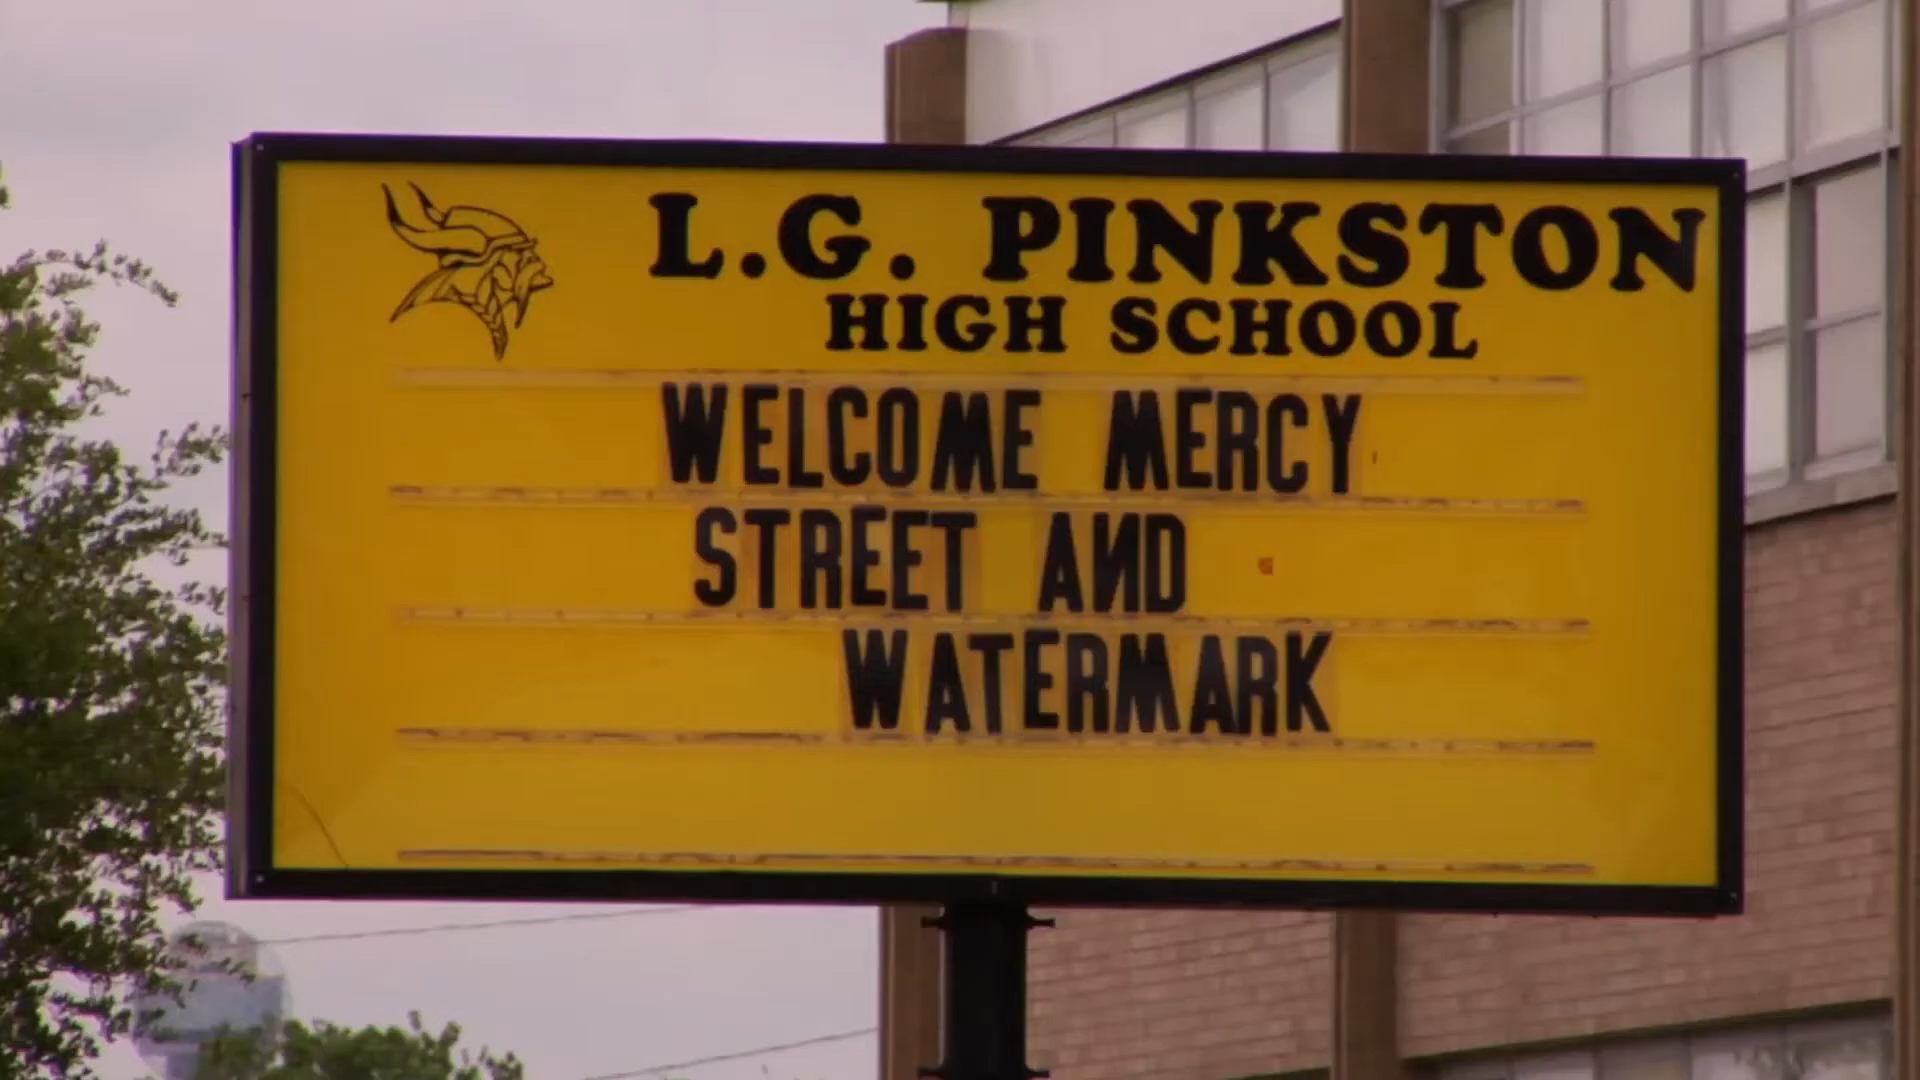 L.G. PINKSTON
HIGH SCHOOL
WELCOME MERCY
STREET AND
WATERMARK